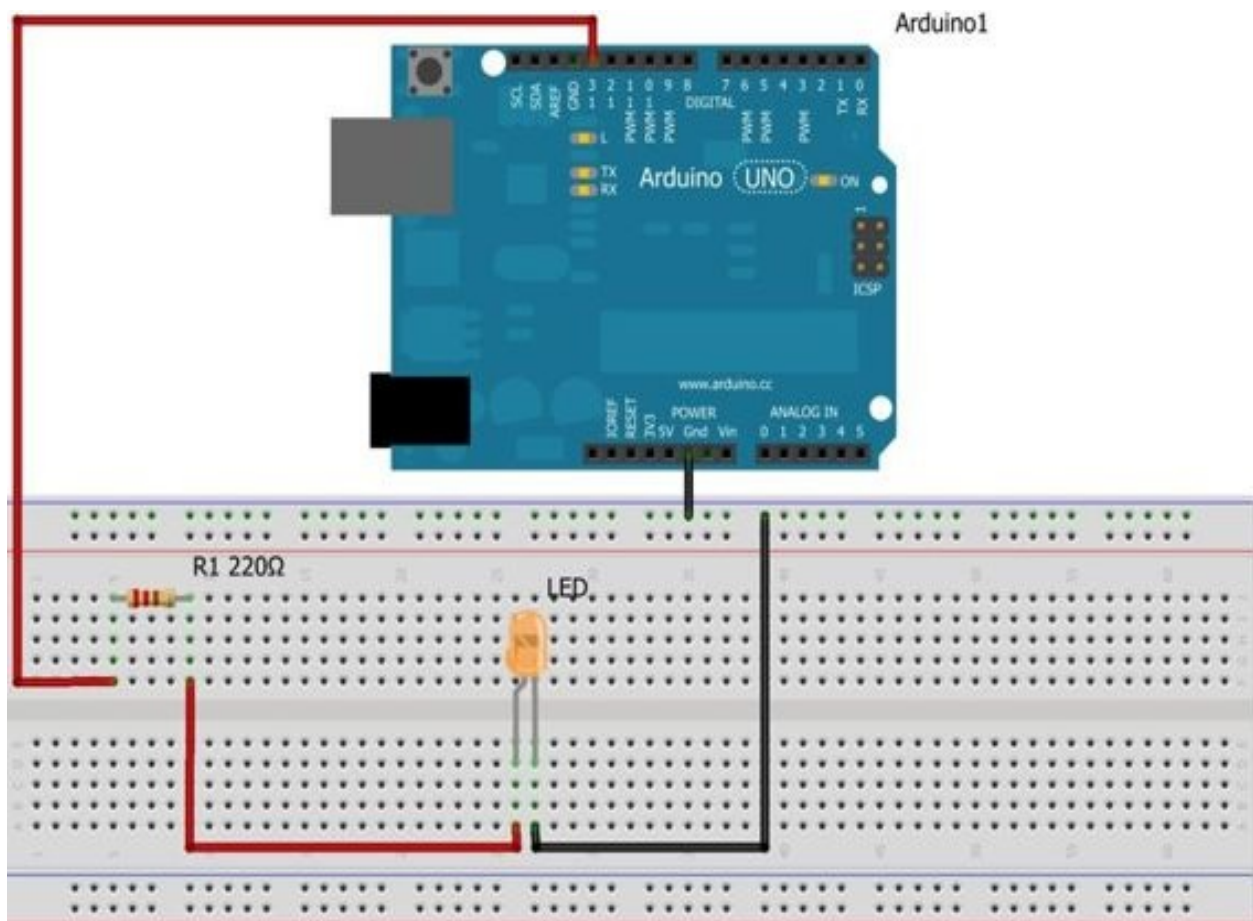 Arduino1
SCL
SDA
AREF
GND
13
12
PWM 11
PWM 10
PWM 9
8
DIGITAL
7
PWM 6
PWM 5
4
PWM 3
2
TX 1
RX 0
L
TX
RX
Arduino UNO
ON
1
ICSP
www.arduino.cc
POWER
ANALOG IN
IOREF
RESET
3V3
5V Gnd Vin
0 1 2 3 4 5
R1 220Ω
LED